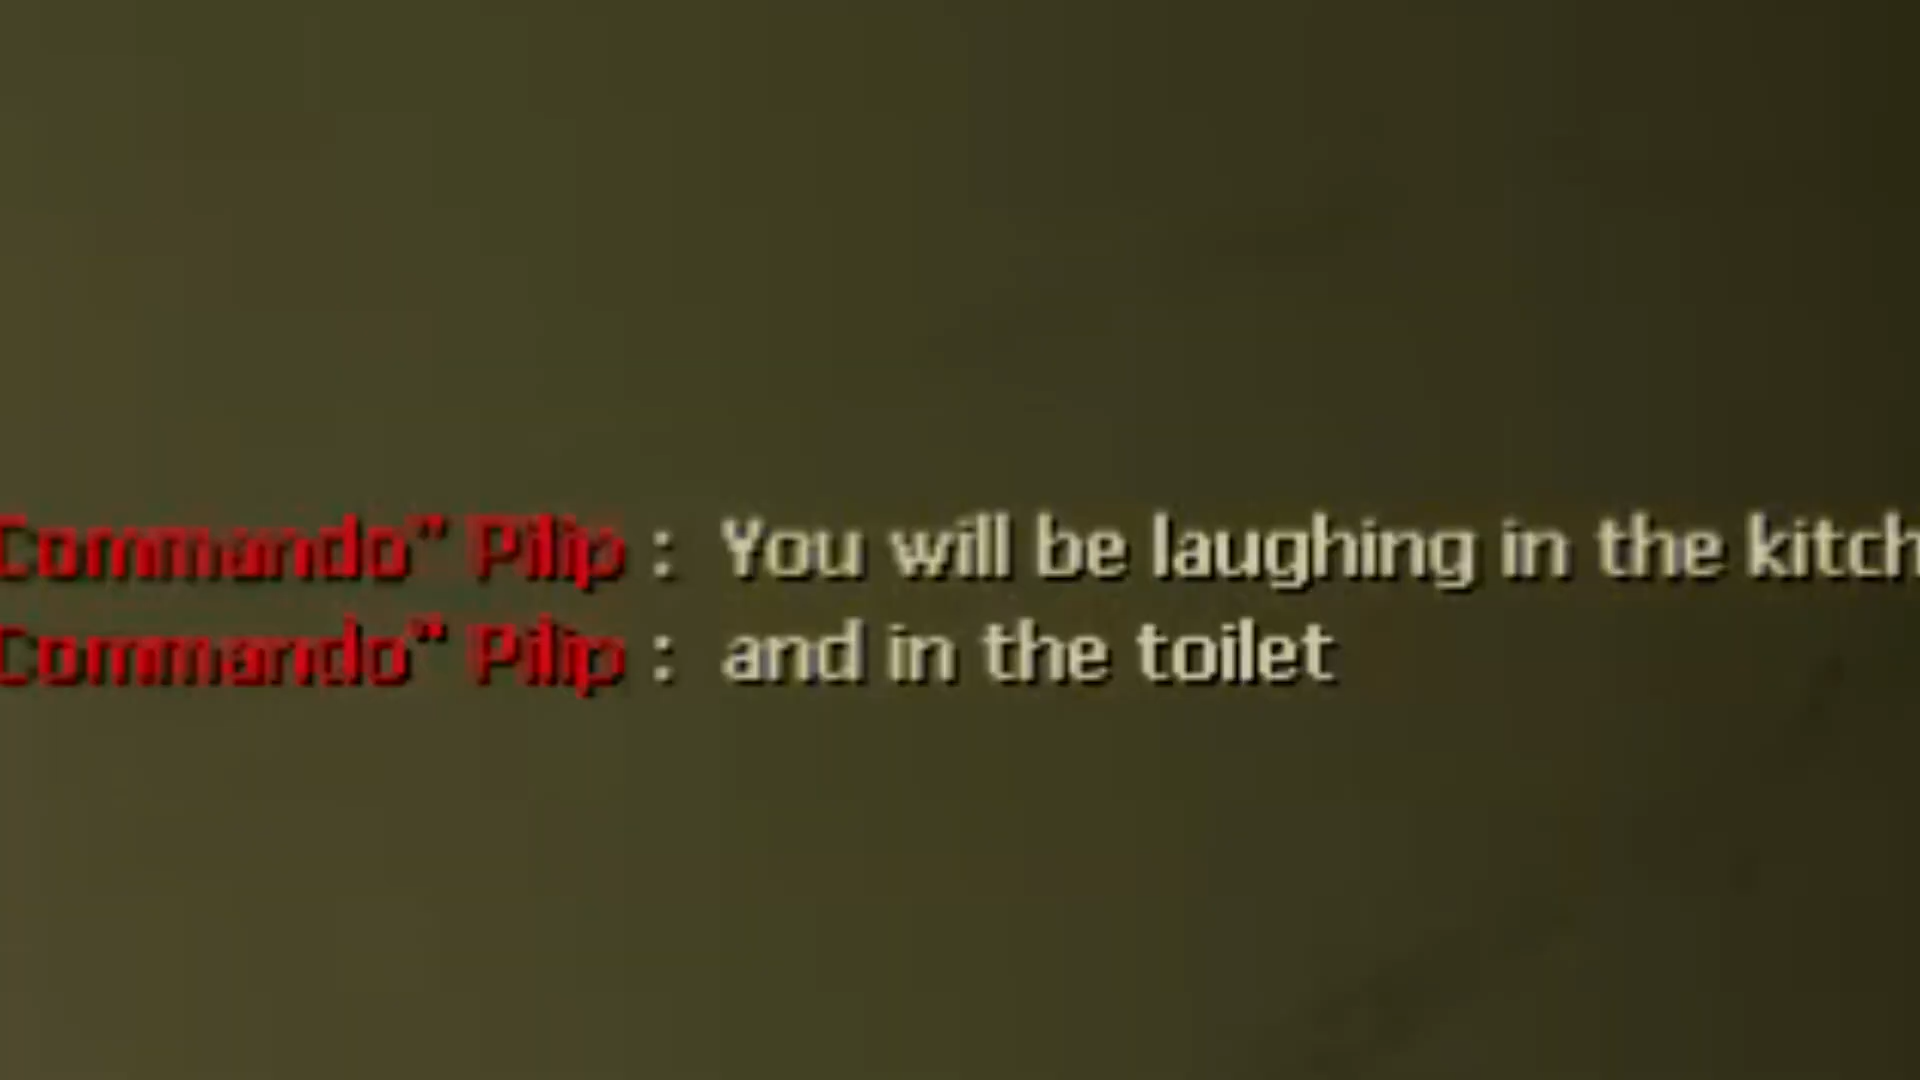 Commando" Pilip : You will be laughing in the kitch
Commando" Pilip : and in the toilet